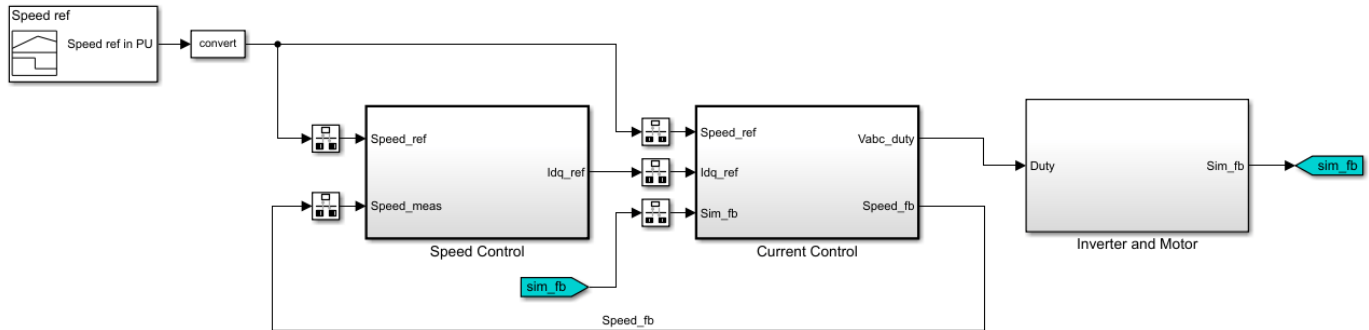 Speed ref
Speed ref in PU
convert
Speed_ref
Speed_meas
Idq_ref
Speed Control
Speed_ref
Idq_ref
Sim_fb
Vabc_duty
Speed_fb
Current Control
Duty
Sim_fb
Inverter and Motor
sim_fb
sim_fb
Speed_fb